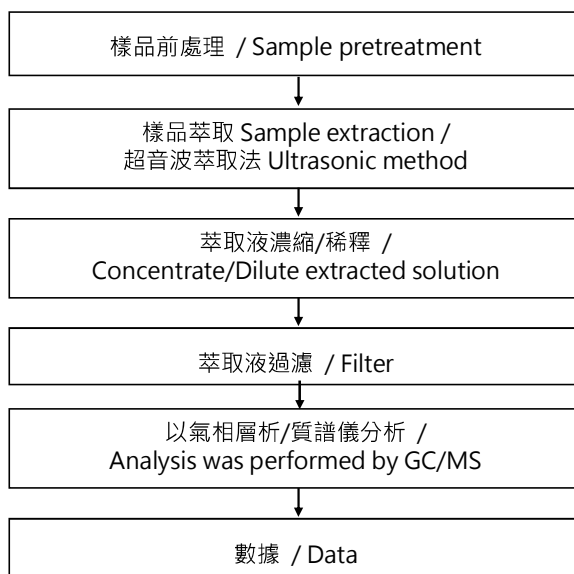 樣品前處理 / Sample pretreatment
樣品萃取 Sample extraction /
超音波萃取法 Ultrasonic method
萃取液濃縮/稀釋 /
Concentrate/Dilute extracted solution
萃取液過濾 / Filter
以氣相層析/質譜儀分析 /
Analysis was performed by GC/MS
數據 / Data